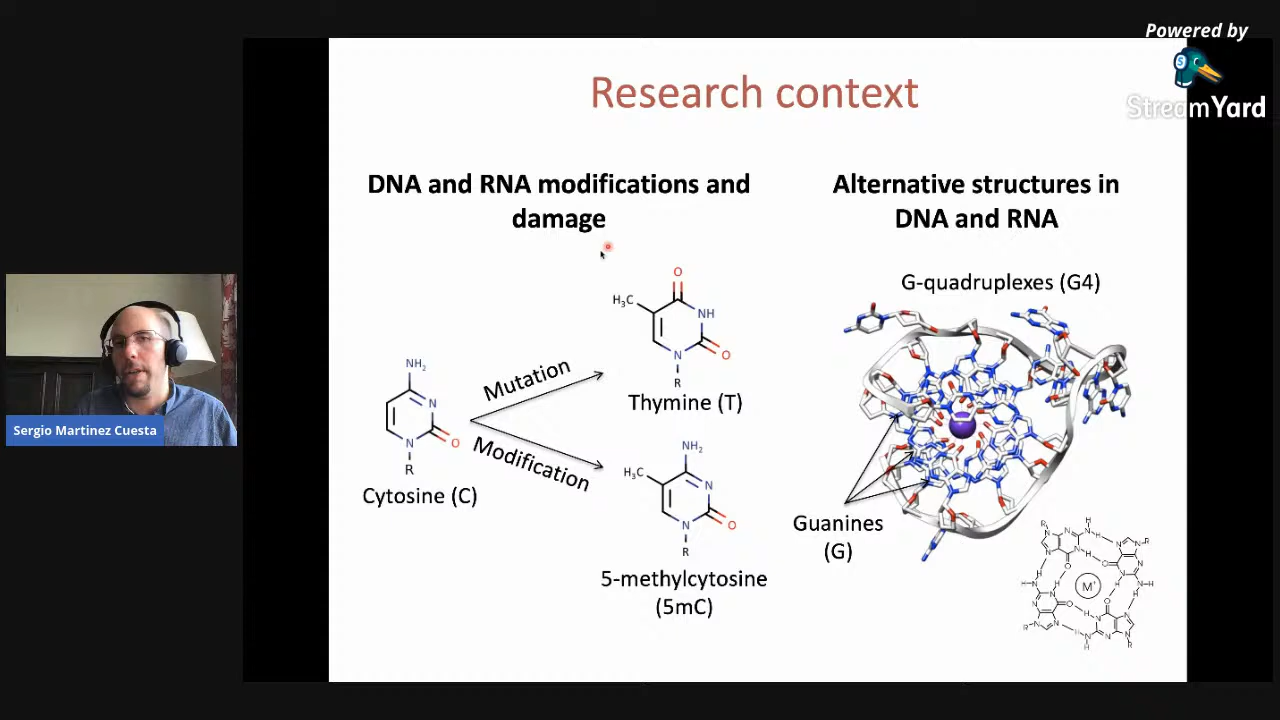 Powered by
StreamYard
Research context
DNA and RNA modifications and
damage
Alternative structures in
DNA and RNA
G-quadruplexes (G4)
O
H₃C
NH
N
O
R
Thymine (T)
Mutation
NH₂
N
N
O
R
Cytosine (C)
Modification
NH₂
H₃C
N
N
O
R
5-methylcytosine
(5mC)
Guanines
(G)
M⁺
Sergio Martinez Cuesta